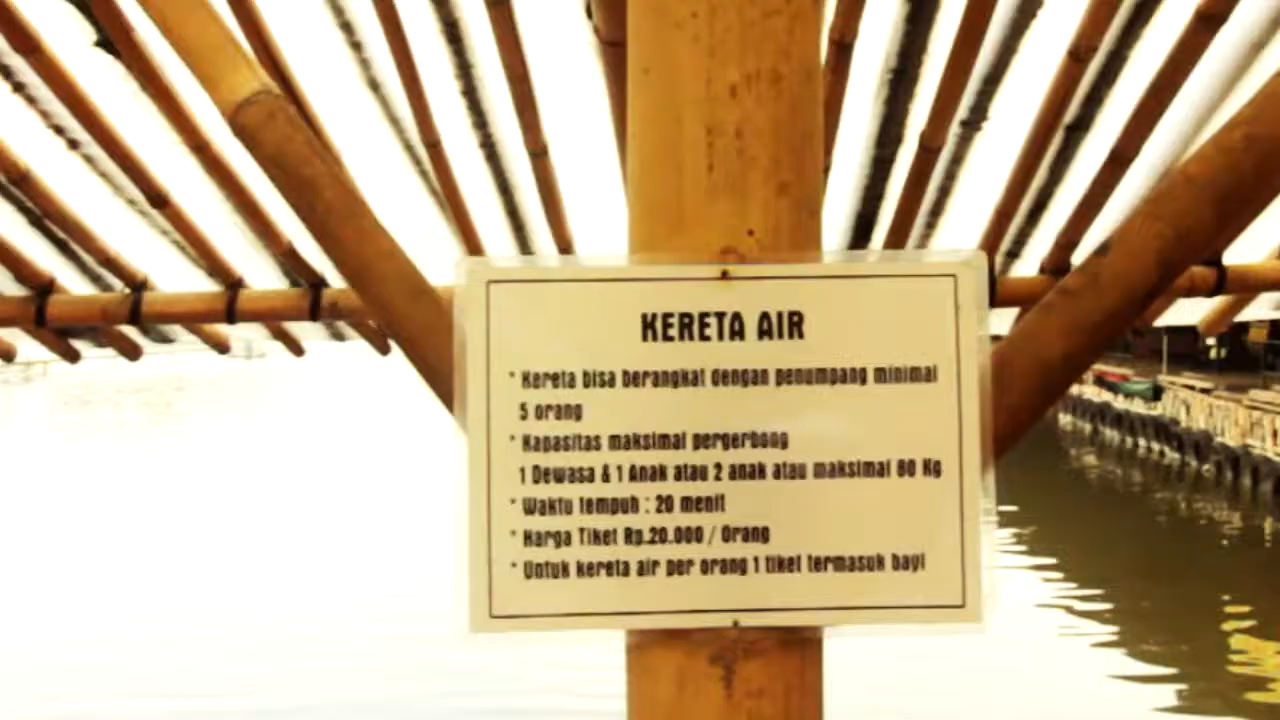 KERETA AIR
* Kereta bisa berangkat dengan penumpang minimal
5 orang
* Kapasitas maksimal pergerbong
1 Dewasa & 1 Anak atau 2 anak atau maksimal 80 Kg
* Waktu tempuh : 20 menit
* Harga Tiket Rp.20.000 / Orang
* Untuk kereta air per orang 1 tiket termasuk bayi